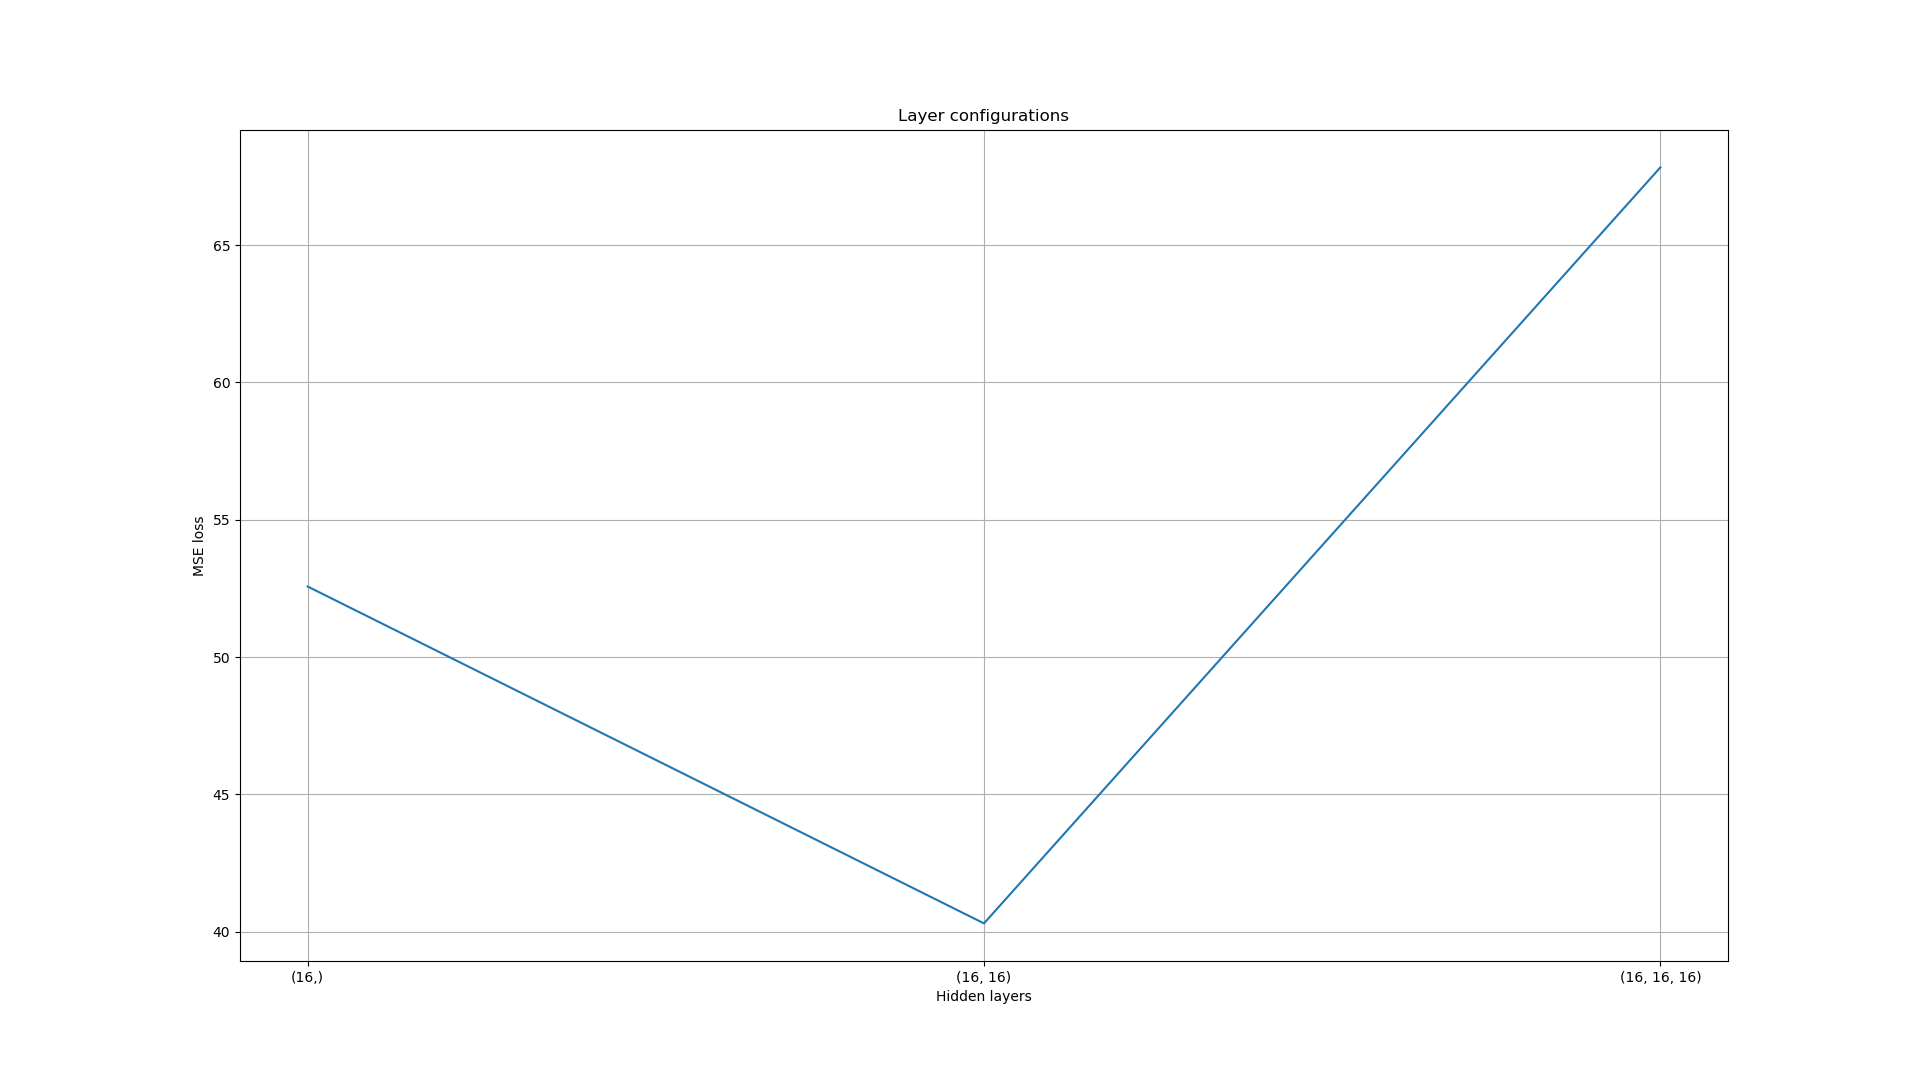 Layer configurations
MSE loss
65
60
55
50
45
40
(16,)
(16, 16)
(16, 16, 16)
Hidden layers